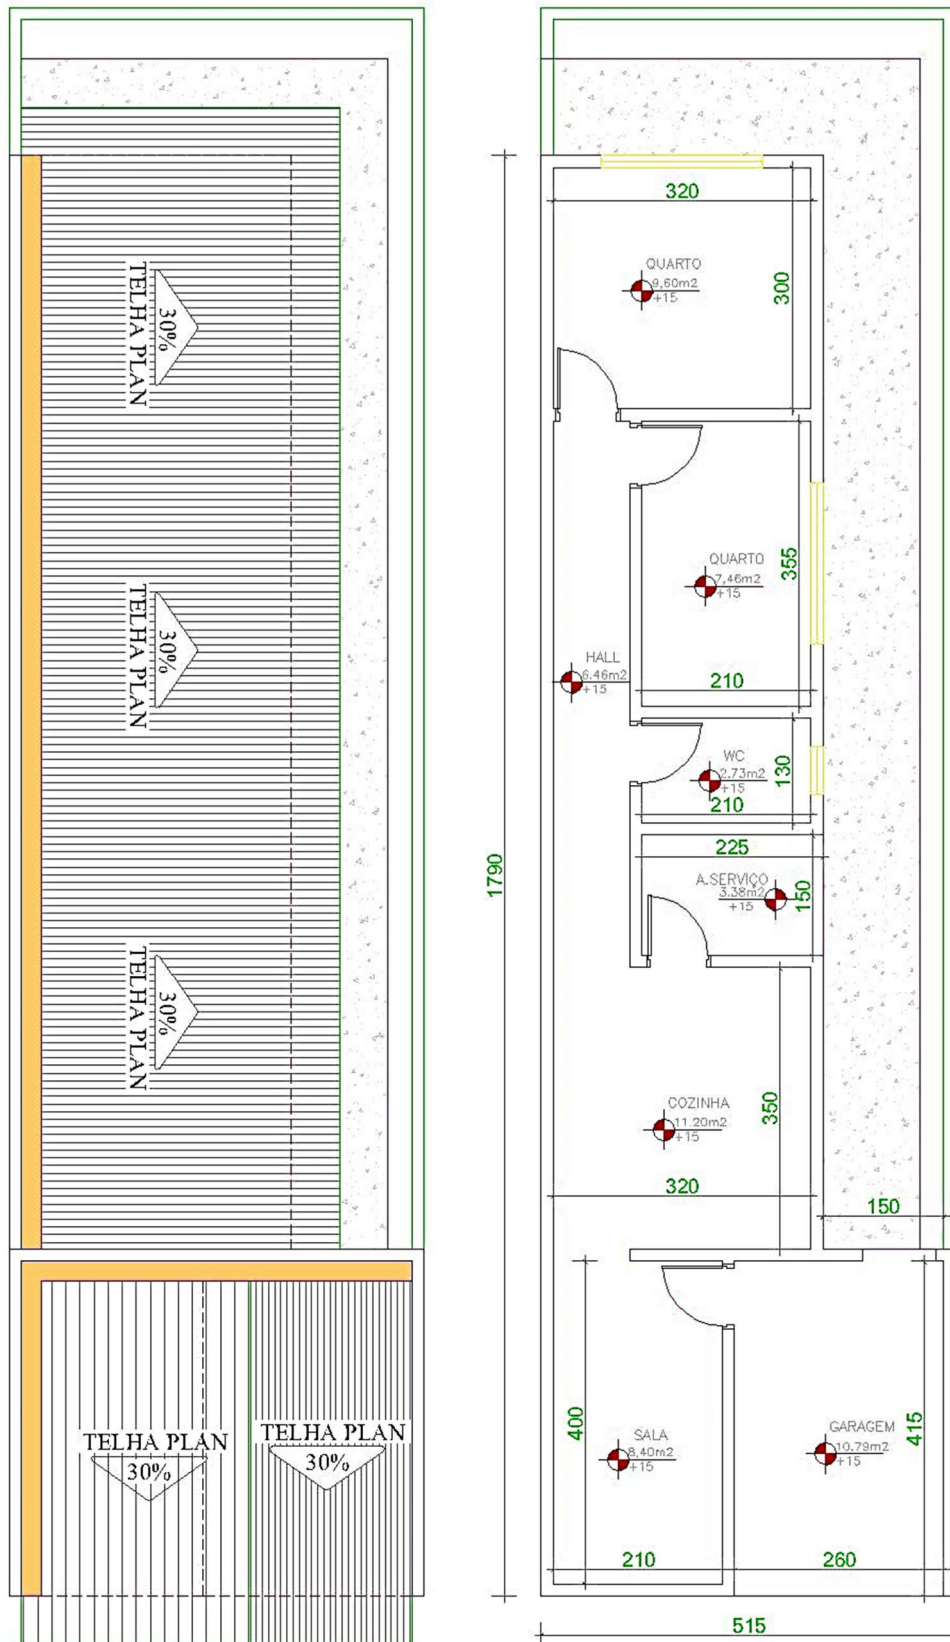 TELHA PLAN
30%
TELHA PLAN
30%
TELHA PLAN
30%
TELHA PLAN
30%
TELHA PLAN
30%
1790
320
QUARTO
9,60m2
+15
300
QUARTO
7,46m2
+15
355
210
HALL
6.46m2
+15
WC
2.73m2
+15
130
210
225
A.SERVIÇO
3.38m2
+15
150
COZINHA
11.20m2
+15
350
320
150
400
SALA
8,40m2
+15
GARAGEM
10.79m2
+15
415
210
260
515